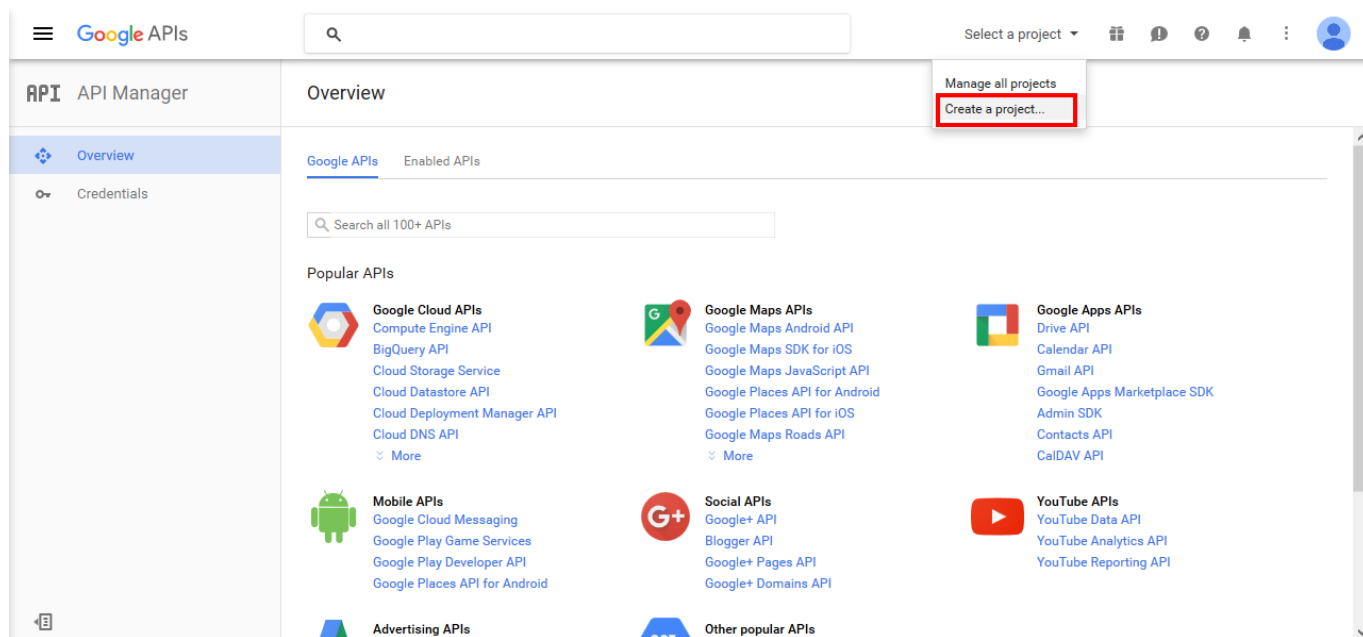 Google APIs
Select a project
Manage all projects
Create a project...
API API Manager
Overview
Overview
Credentials
Google APIs Enabled APIs
Search all 100+ APIs
Popular APIs
Google Cloud APIs
Compute Engine API
BigQuery API
Cloud Storage Service
Cloud Datastore API
Cloud Deployment Manager API
Cloud DNS API
More
Google Maps APIs
Google Maps Android API
Google Maps SDK for iOS
Google Maps JavaScript API
Google Places API for Android
Google Places API for iOS
Google Maps Roads API
More
Google Apps APIs
Drive API
Calendar API
Gmail API
Google Apps Marketplace SDK
Admin SDK
Contacts API
CalDAV API
Mobile APIs
Google Cloud Messaging
Google Play Game Services
Google Play Developer API
Google Places API for Android
G+
Social APIs
Google+ API
Blogger API
Google+ Pages API
Google+ Domains API
YouTube APIs
YouTube Data API
YouTube Analytics API
YouTube Reporting API
Advertising APIs
Other popular APIs